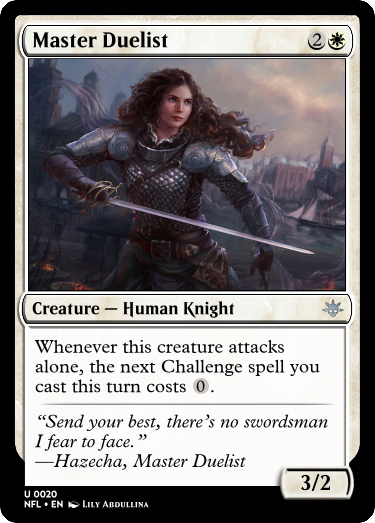 Master Duelist 2
Creature — Human Knight
Whenever this creature attacks
alone, the next Challenge spell you
cast this turn costs 0.
“Send your best, there’s no swordsman
I fear to face.”
—Hazecha, Master Duelist
3/2
U 0020
NFL • EN Lily Abdullina